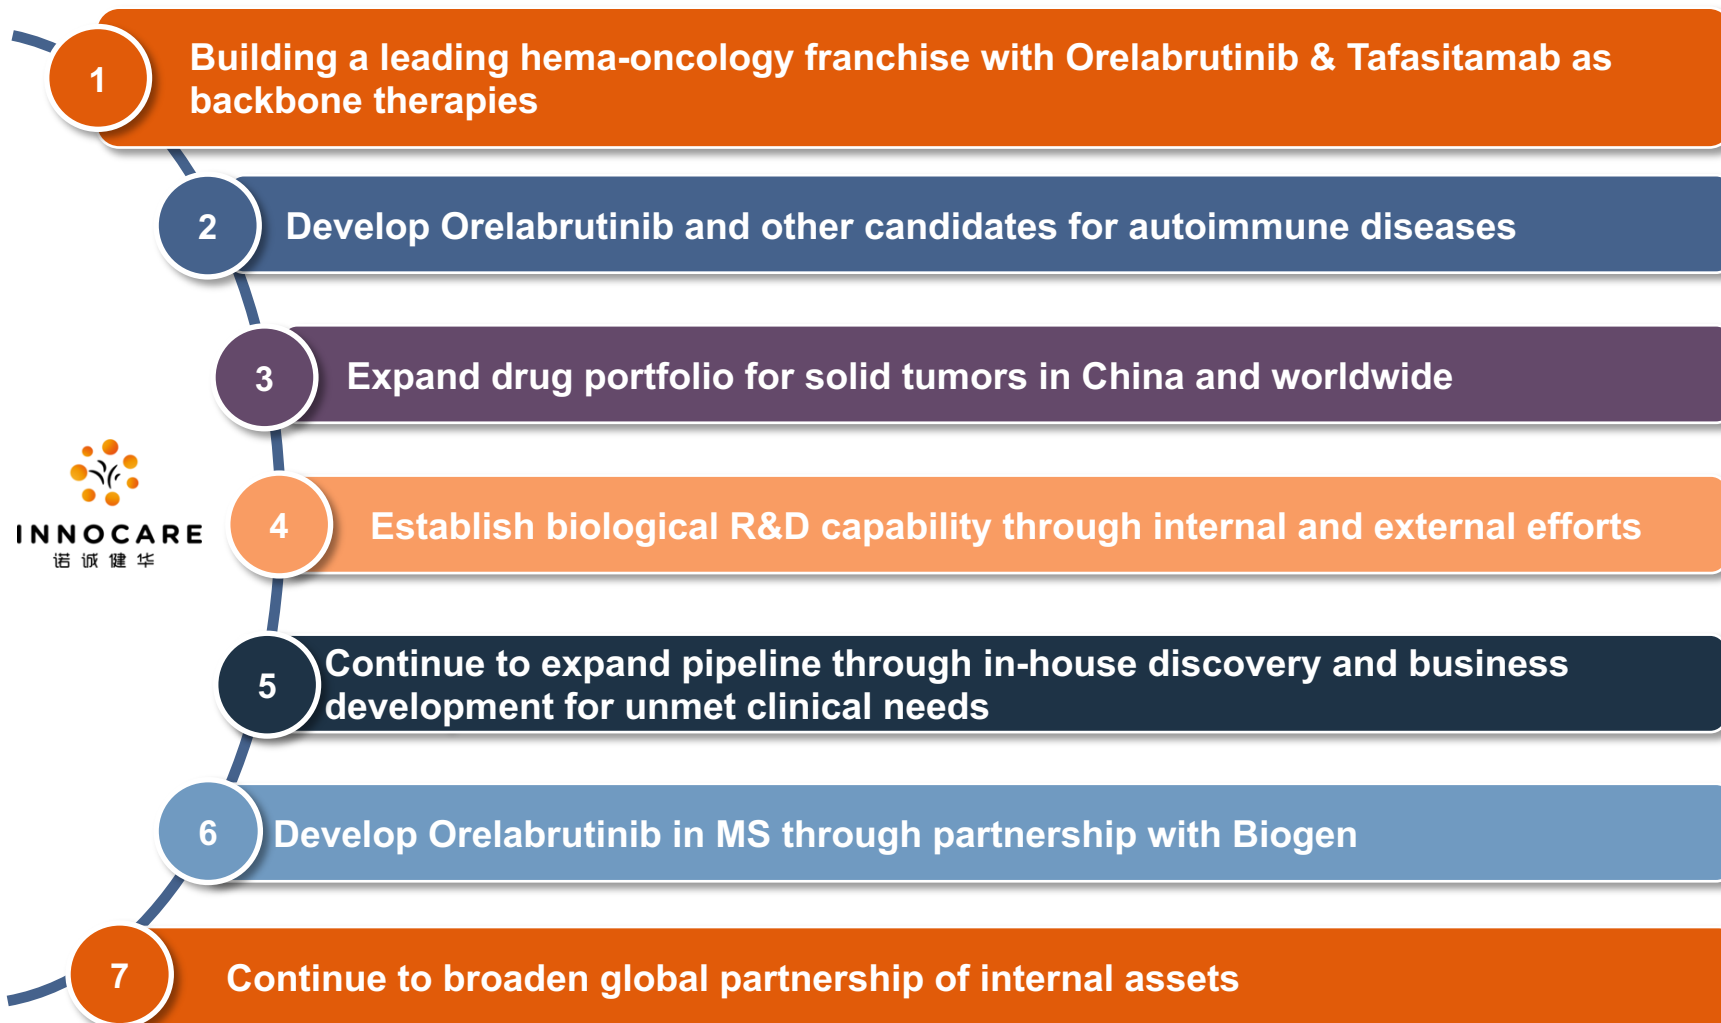 1
Building a leading hema-oncology franchise with Orelabrutinib & Tafasitamab as
backbone therapies
2
Develop Orelabrutinib and other candidates for autoimmune diseases
3
Expand drug portfolio for solid tumors in China and worldwide
INNOCARE
诺诚健华
4
Establish biological R&D capability through internal and external efforts
5
Continue to expand pipeline through in-house discovery and business
development for unmet clinical needs
6
Develop Orelabrutinib in MS through partnership with Biogen
7
Continue to broaden global partnership of internal assets